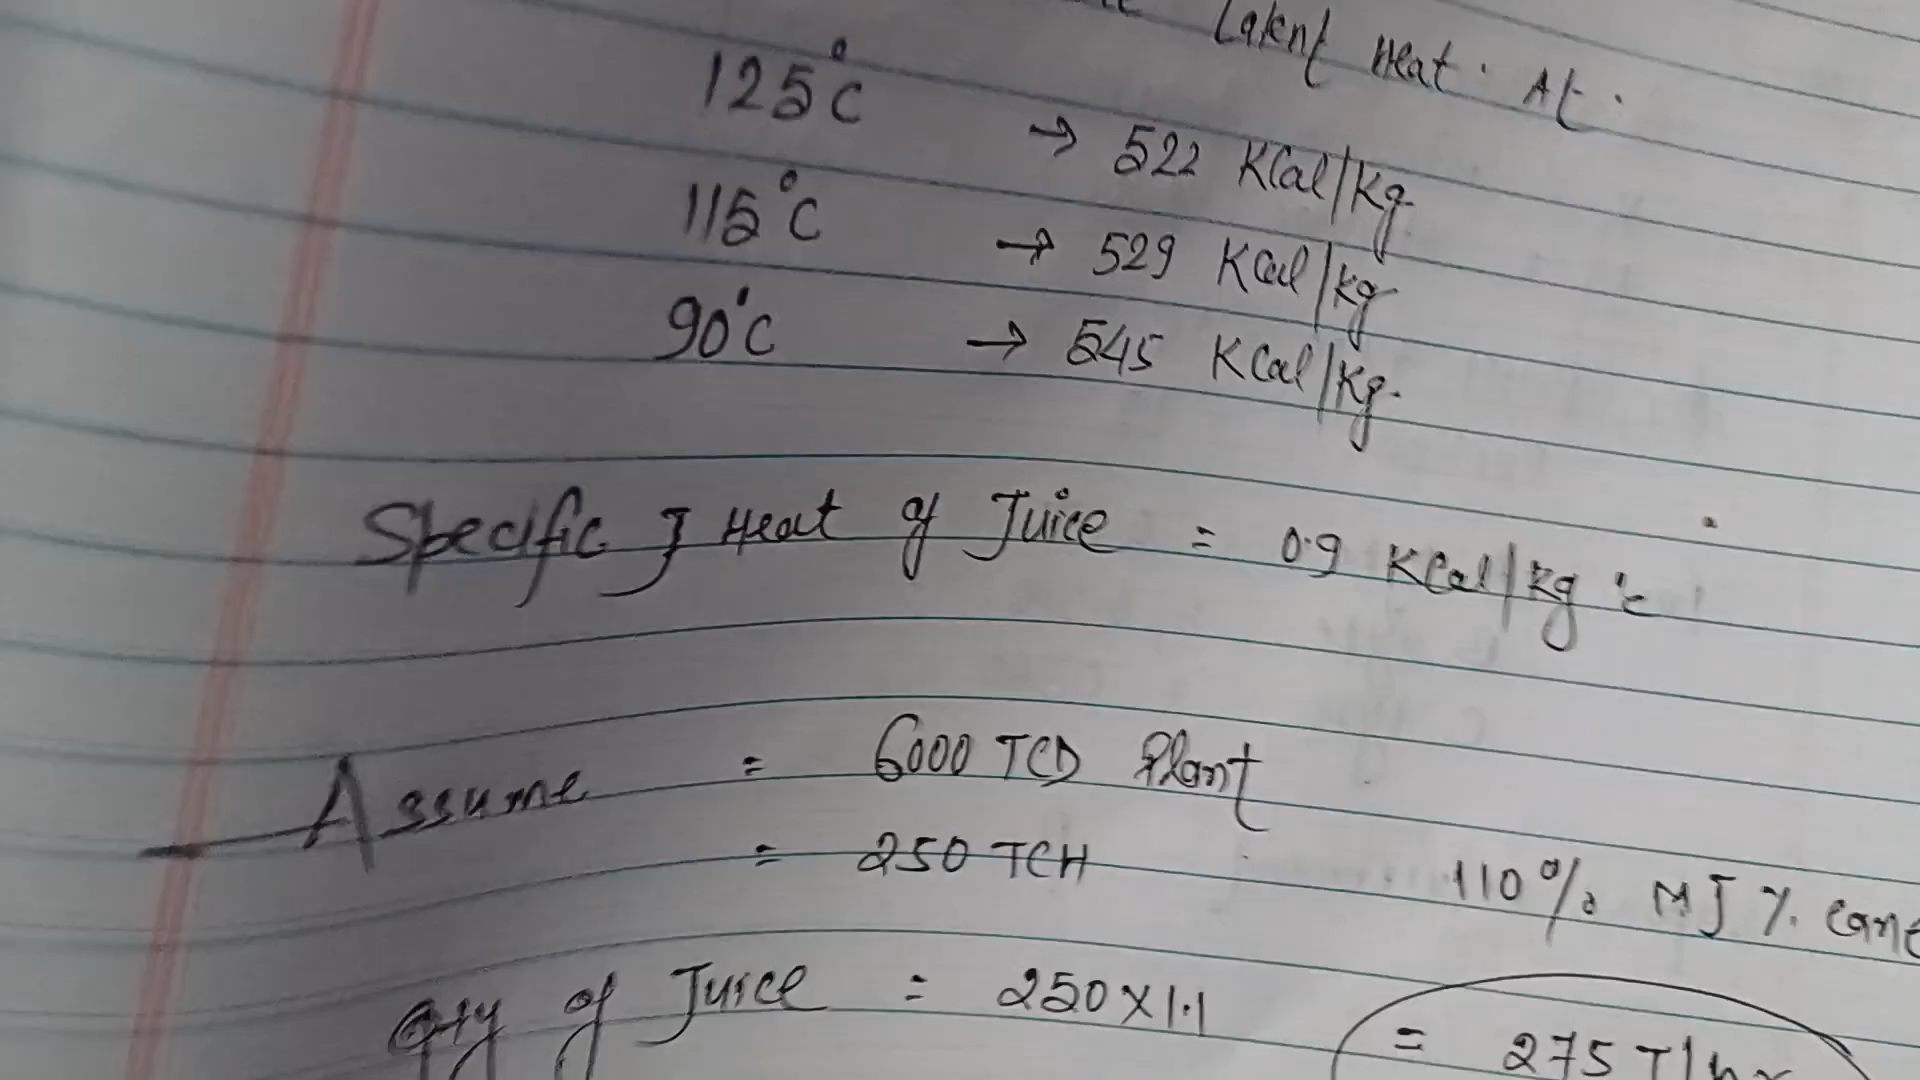 Latent Heat. At.
125°C → 522 KCal/kg.
115°C → 529 KCal/kg
90°C → 545 KCal/kg.
Specific Heat of Juice = 0.9 KCal/kg °c
Assume = 6000 TCD Plant
= 250 TCH 110% MJ %. Cane
Qty of Juice = 250 X 1.1 = 275 T/hr